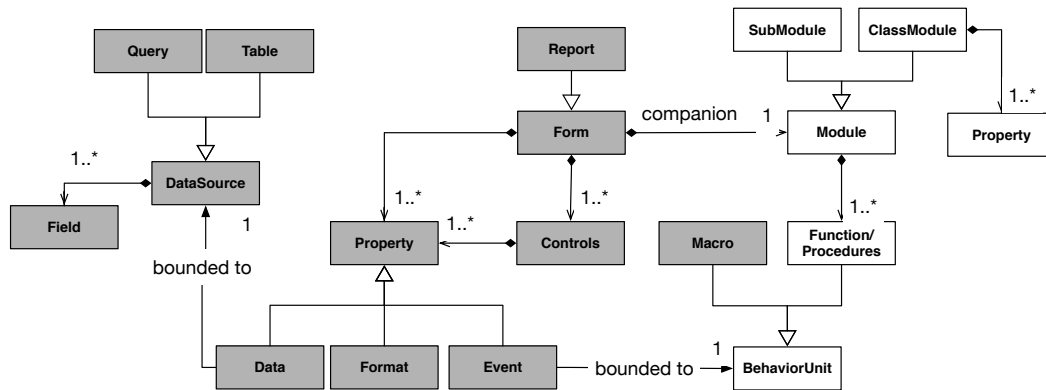 SubModule
ClassModule
Query
Table
Report
1..*
companion
1
Form
Module
Property
1..*
DataSource
Field
1
1..*
1..*
1..*
1..*
Property
Controls
Macro
Function/
Procedures
bounded to
Data
Format
Event
bounded to
1
BehaviorUnit